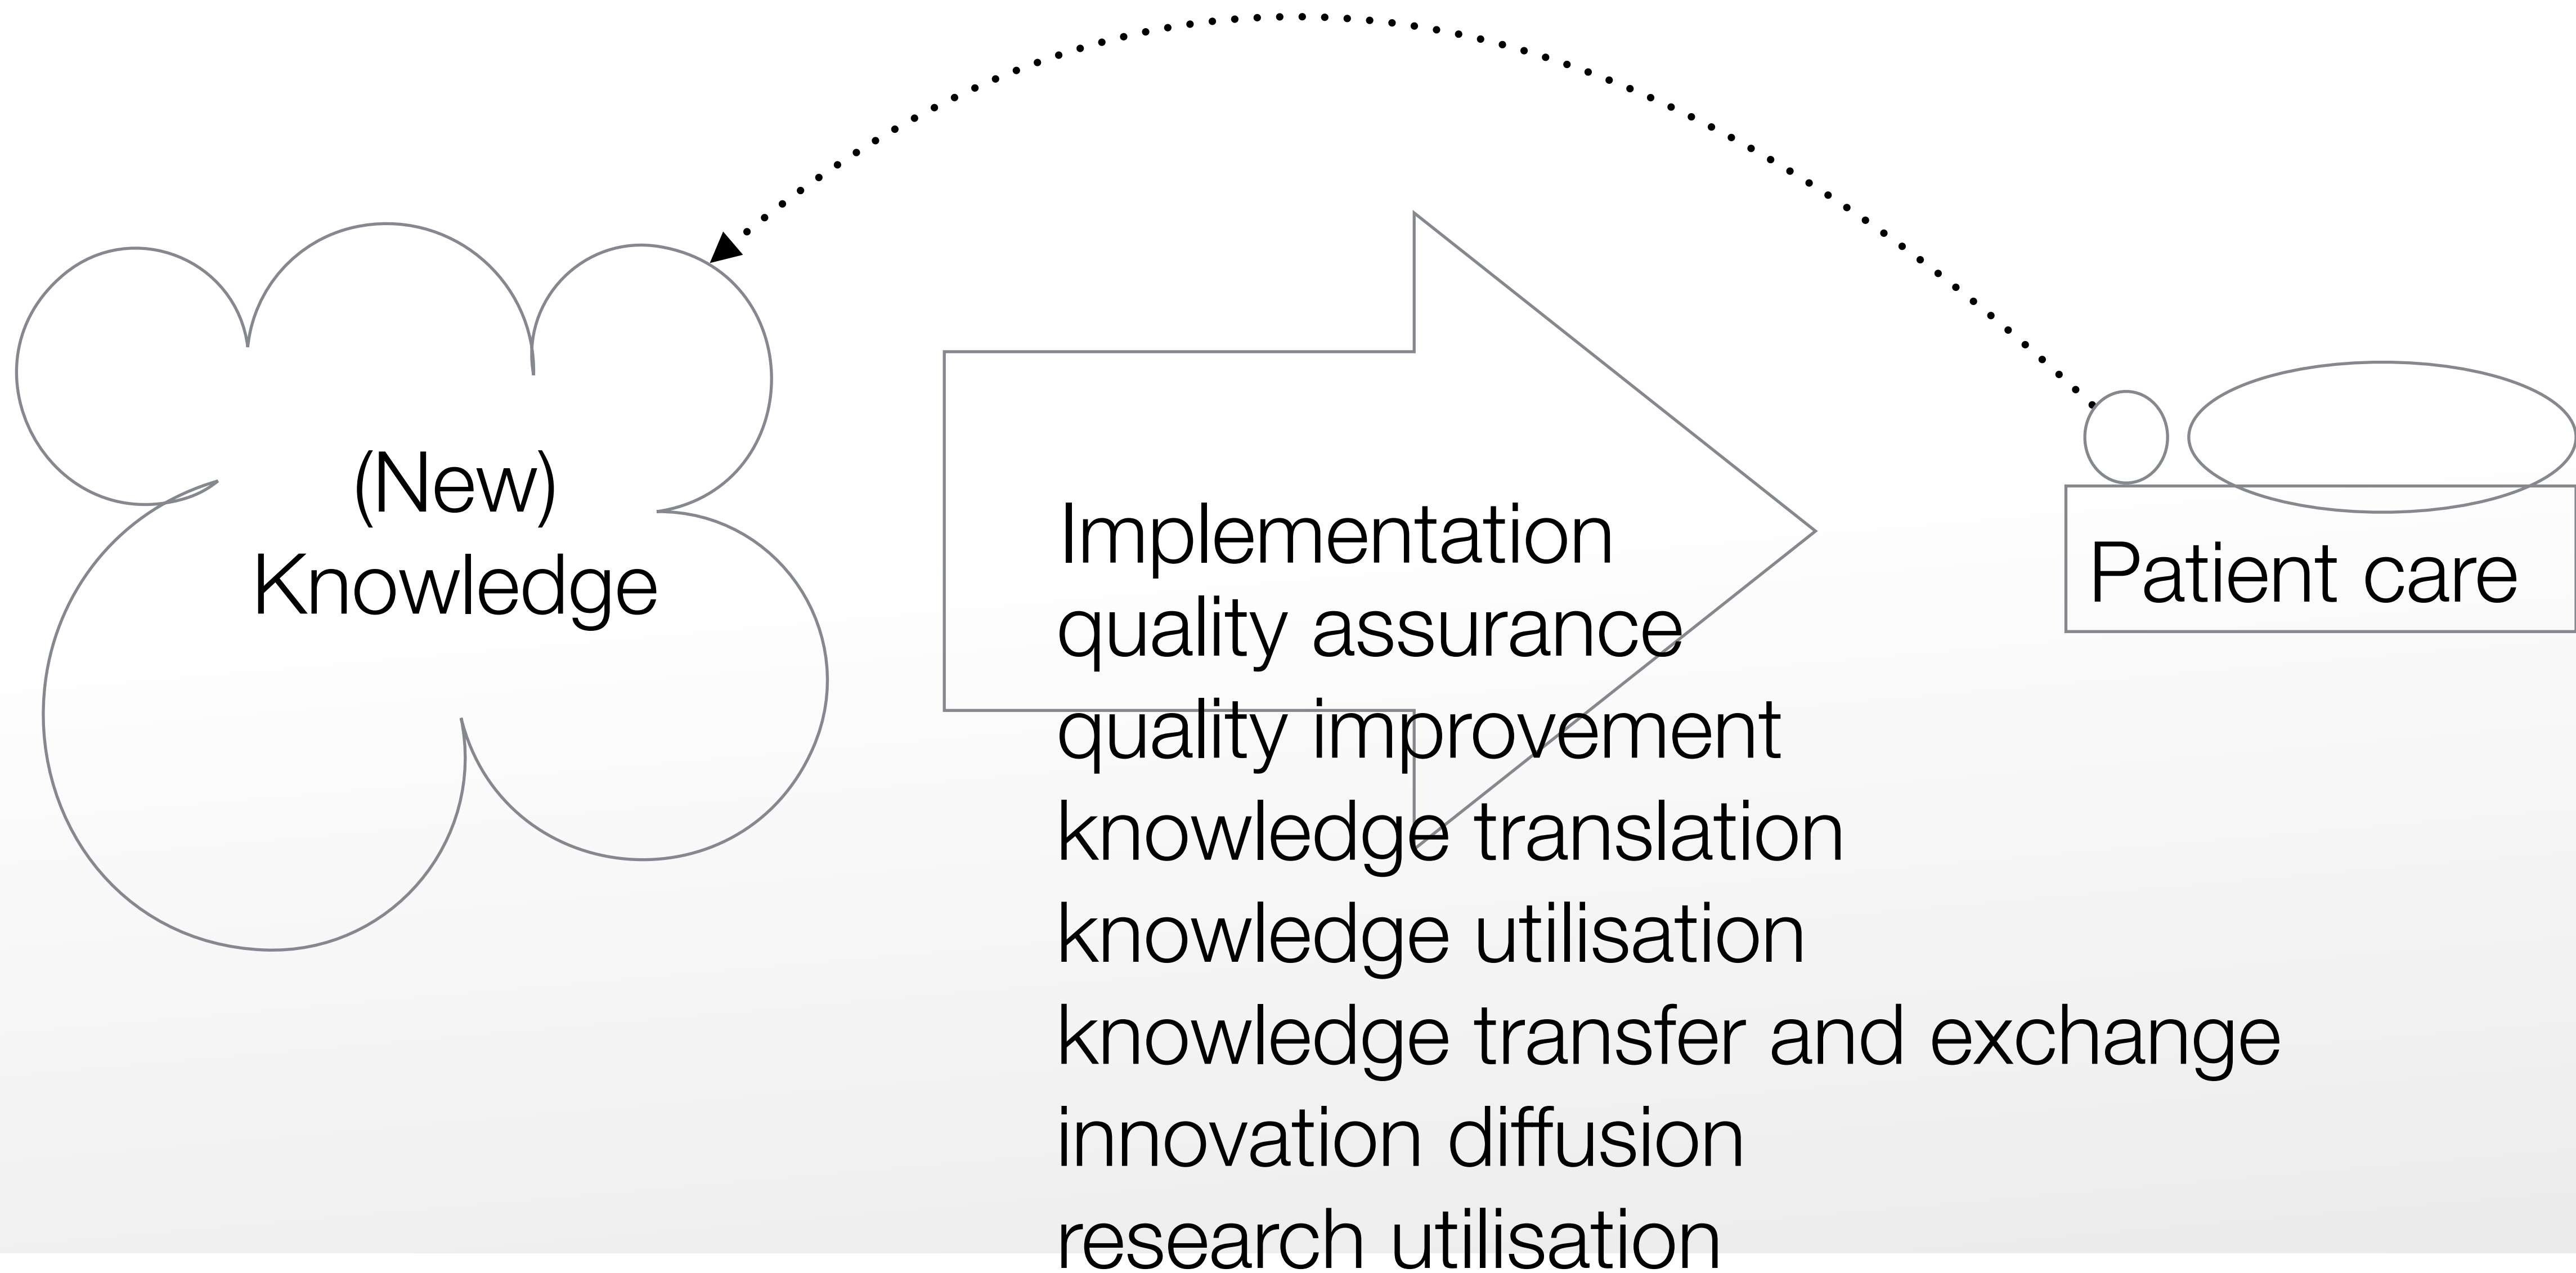 (New)
Knowledge
Implementation
quality assurance
quality improvement
knowledge translation
knowledge utilisation
knowledge transfer and exchange
innovation diffusion
research utilisation
Patient care